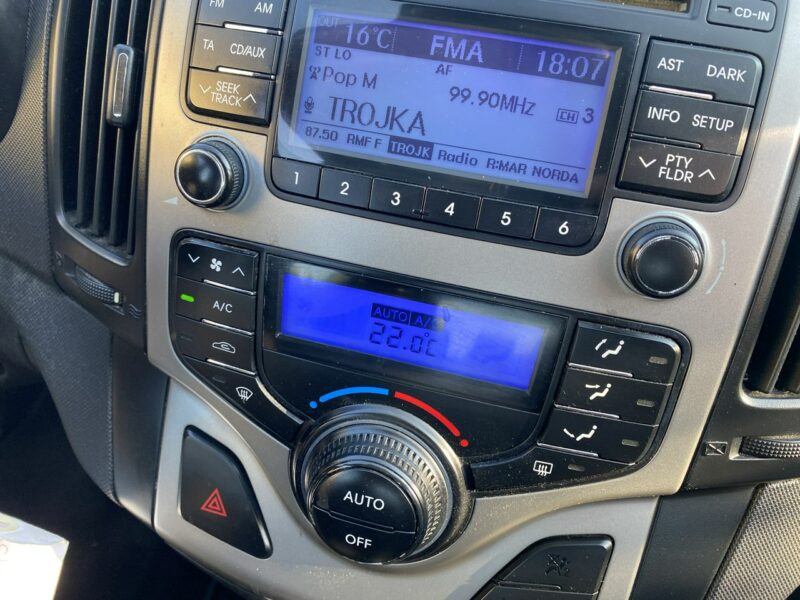 FM AM
CD-IN
TA CD/AUX
SEEK
TRACK
OUT 16°C FMA 18:07
ST LO AF
Pop M 99.90MHZ CH 3
TROJKA
87.50 RMF F TROJK Radio R:MAR NORDA
1 2 3 4 5 6
AST DARK
INFO SETUP
PTY
FLDR
A/C
AUTO A/C
22.0°C
AUTO
OFF